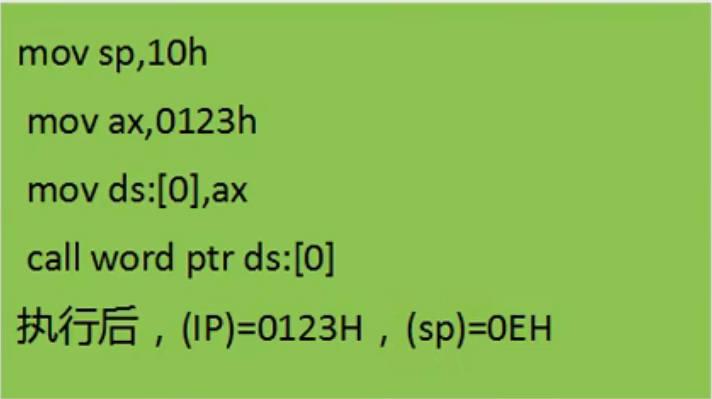 mov sp,10h
mov ax,0123h
mov ds:[0],ax
call word ptr ds:[0]
执行后，(IP)=0123H，(sp)=0EH